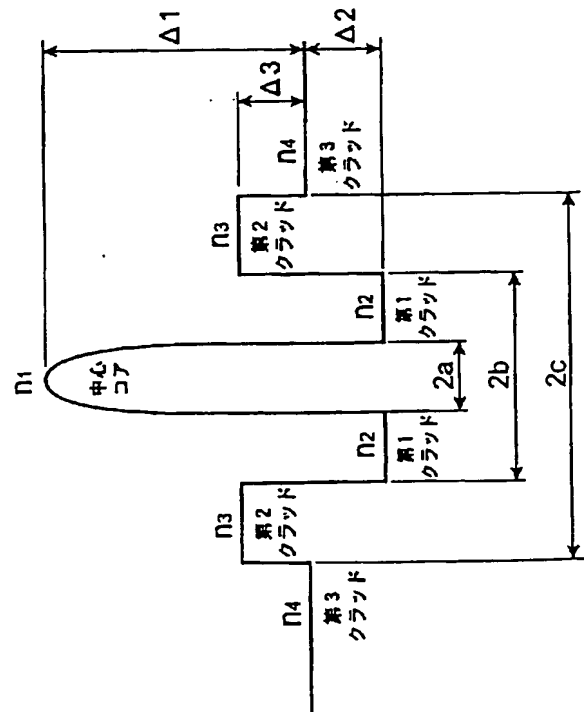 n1
中心
コア
Δ1
Δ2
Δ3
n3
第2
クラッド
n3
第2
クラッド
n4
第3
クラッド
n4
第3
クラッド
n2
第1
クラッド
n2
第1
クラッド
2a
2b
2c